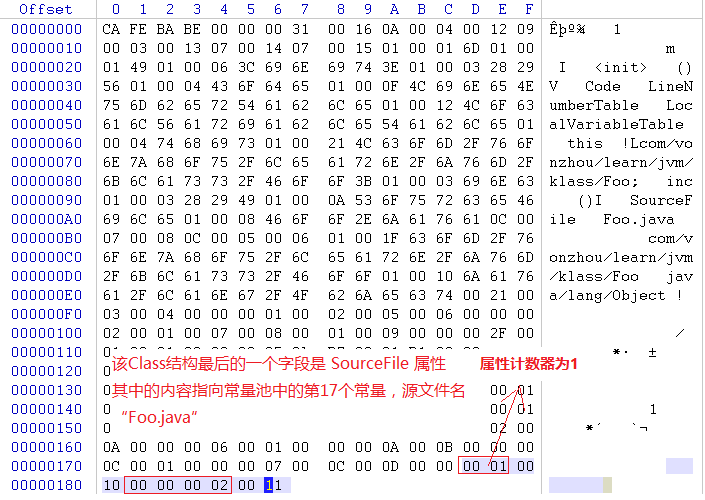 Offset 0 1 2 3 4 5 6 7 8 9 A B C D E F
00000000 CA FE BA BE 00 00 00 31 00 16 0A 00 04 00 12 09 Êþº¾ 1
00000010 00 03 00 13 07 00 14 07 00 15 01 00 01 6D 01 00 m
00000020 01 49 01 00 06 3C 69 6E 69 74 3E 01 00 03 28 29 I <init> ()
00000030 56 01 00 04 43 6F 64 65 01 00 0F 4C 69 6E 65 4E V Code LineN
00000040 75 6D 62 65 72 54 61 62 6C 65 01 00 12 4C 6F 63 umberTable Loc
00000050 61 6C 56 61 72 69 61 62 6C 65 54 61 62 6C 65 01 alVariableTable
00000060 00 04 74 68 69 73 01 00 21 4C 63 6F 6D 2F 76 6F this !Lcom/vo
00000070 6E 7A 68 6F 75 2F 6C 65 61 72 6E 2F 6A 76 6D 2F nzhou/learn/jvm/
00000080 6B 6C 61 73 73 2F 46 6F 6F 3B 01 00 03 69 6E 63 klass/Foo; inc
00000090 01 00 03 28 29 49 01 00 0A 53 6F 75 72 63 65 46 ()I SourceF
000000A0 69 6C 65 01 00 08 46 6F 6F 2E 6A 61 76 61 0C 00 ile Foo.java
000000B0 07 00 08 0C 00 05 00 06 01 00 1F 63 6F 6D 2F 76 com/v
000000C0 6F 6E 7A 68 6F 75 2F 6C 65 61 72 6E 2F 6A 76 6D onzhou/learn/jvm
000000D0 2F 6B 6C 61 73 73 2F 46 6F 6F 01 00 10 6A 61 76 /klass/Foo jav
000000E0 61 2F 6C 61 6E 67 2F 4F 62 6A 65 63 74 00 21 00 a/lang/Object !
000000F0 03 00 04 00 00 00 01 00 02 00 05 00 06 00 00 00
00000100 02 00 01 00 07 00 08 00 01 00 09 00 00 00 2F 00 /
00000110 *· ±
该Class结构最后的一个字段是 SourceFile 属性 属性计数器为1
00000120
其中的内容指向常量池中的第17个常量，源文件名
00000130 00 01
“Foo.java“
00000140 00 01 1
00000150 02 00 *´ `¬
00000160 0A 00 00 00 06 00 01 00 00 00 0A 00 0B 00 00 00
00000170 0C 00 01 00 00 00 07 00 0C 00 0D 00 00 00 01 00
00000180 10 00 00 00 02 00 11